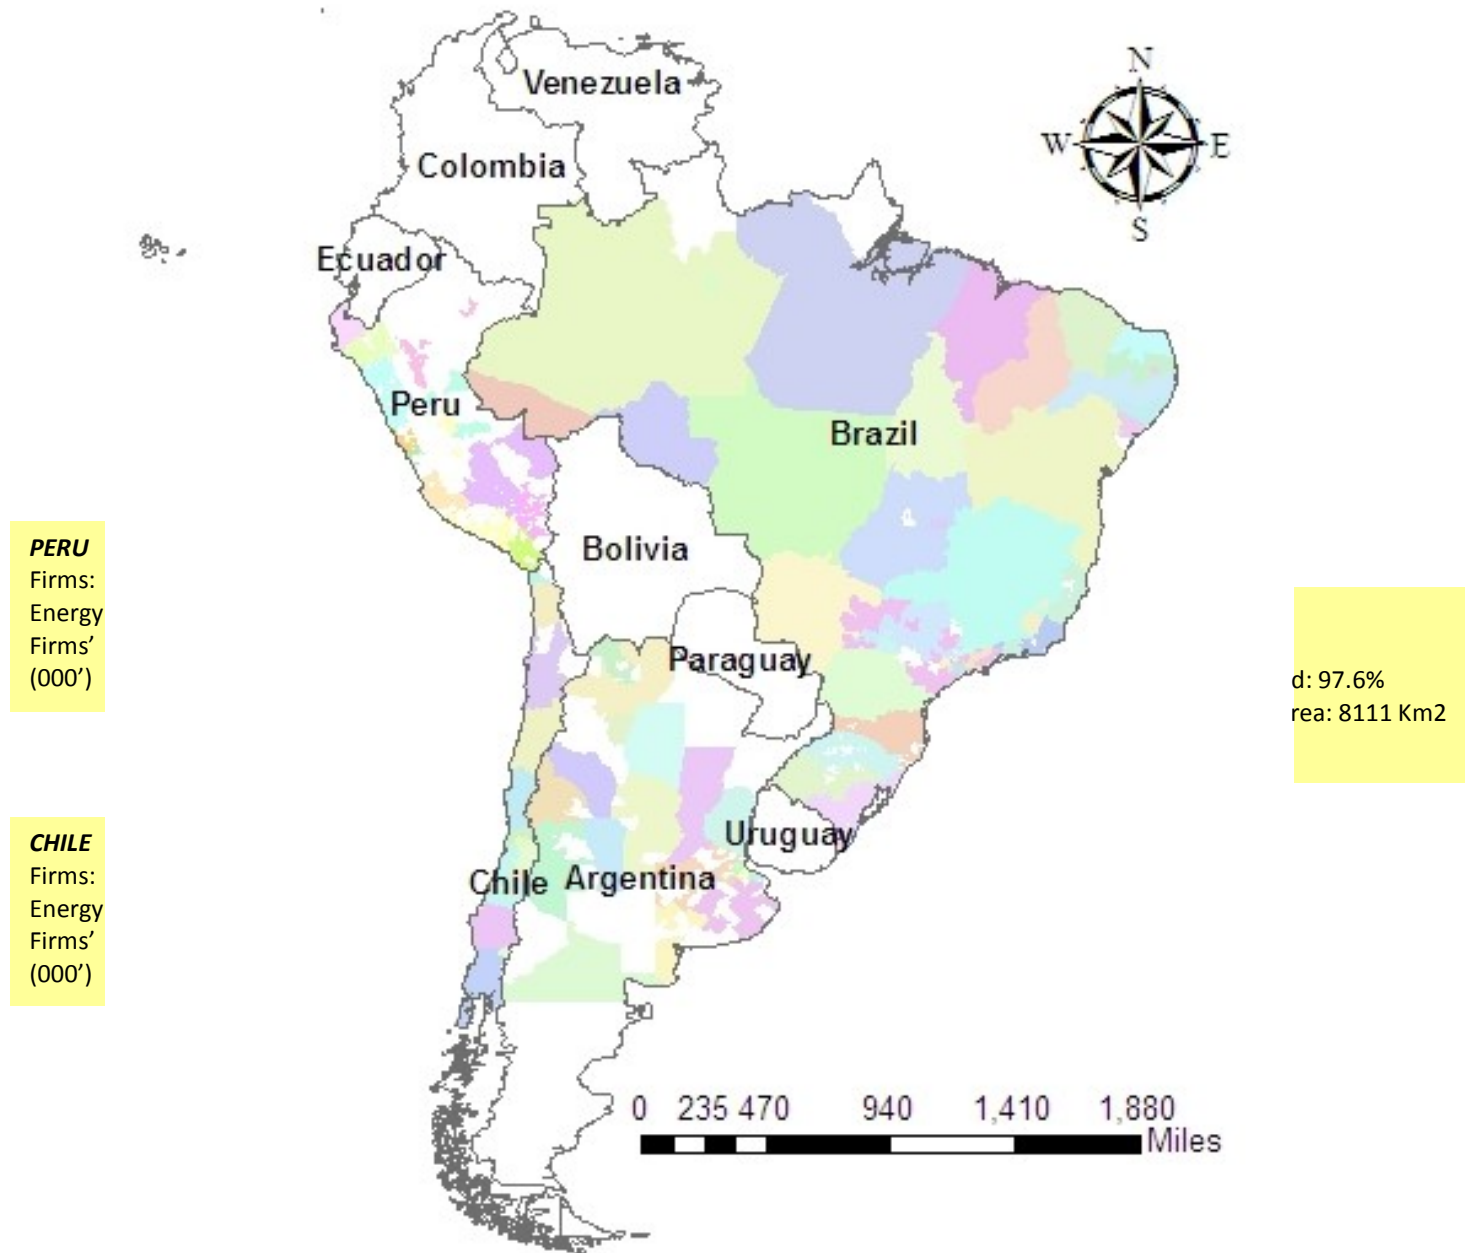 Venezuela
Colombia
Ecuador
Peru
Brazil
Bolivia
Paraguay
Uruguay
Chile
Argentina
N
W
E
S
PERU
Firms:
Energy
Firms’
(000’)
CHILE
Firms:
Energy
Firms’
(000’)
d: 97.6%
rea: 8111 Km2
0 235 470 940 1,410 1,880
Miles